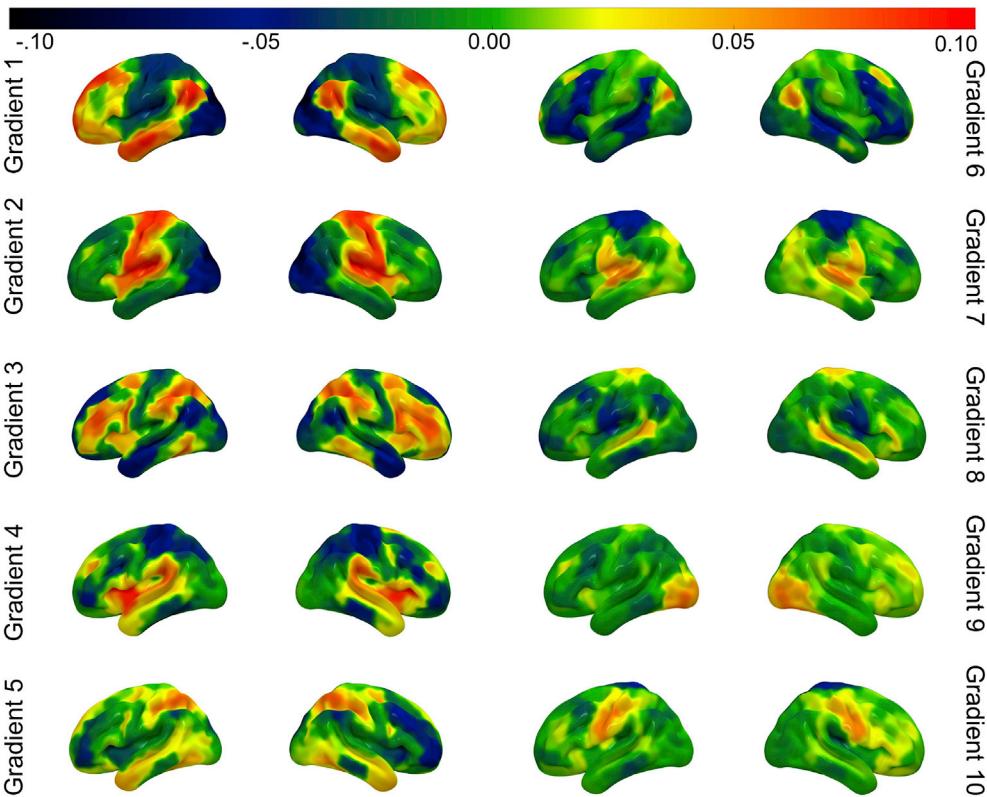 -.10 -.05 0.00 0.05 0.10
Gradient 1
Gradient 6
Gradient 2
Gradient 7
Gradient 3
Gradient 8
Gradient 4
Gradient 9
Gradient 5
Gradient 10